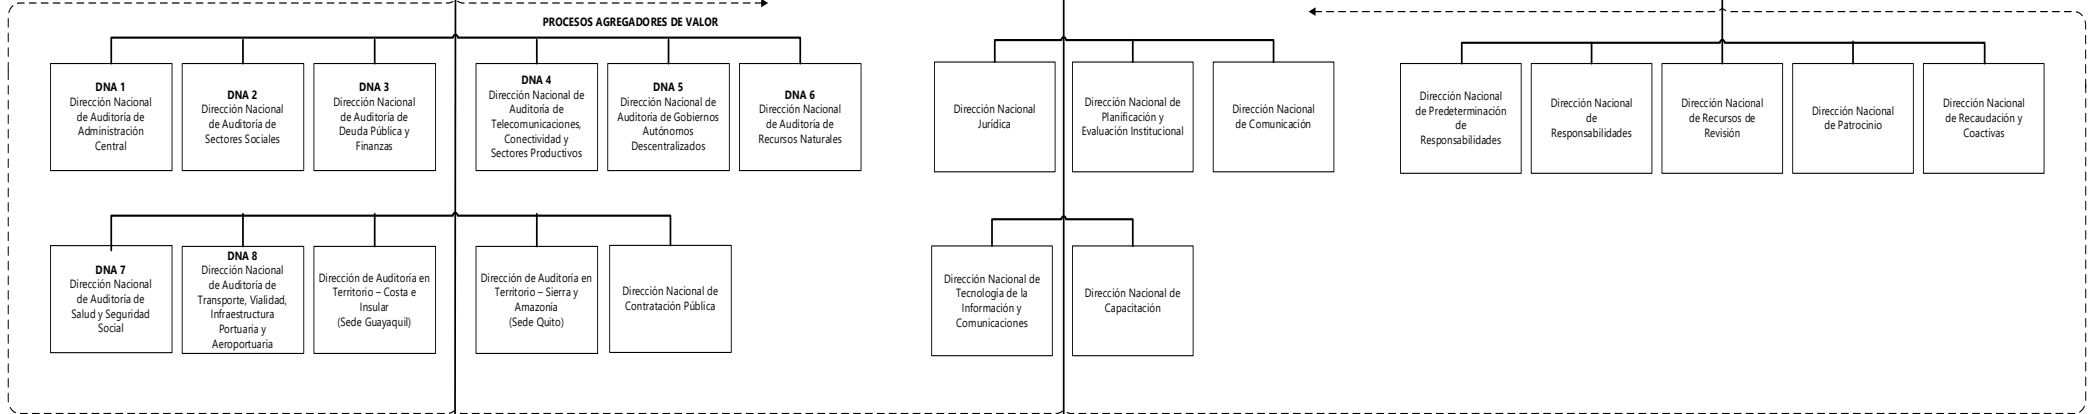 PROCESOS AGREGADORES DE VALOR
DNA 1
Dirección Nacional
de Auditoría de
Administración
Central
DNA 2
Dirección Nacional
de Auditoría de
Sectores Sociales
DNA 3
Dirección Nacional
de Auditoría de
Deuda Pública y
Finanzas
DNA 4
Dirección Nacional de
Auditoría de
Telecomunicaciones,
Conectividad y
Sectores Productivos
DNA 5
Dirección Nacional de
Auditoría de Gobiernos
Autónomos
Descentralizados
DNA 6
Dirección Nacional
de Auditoría de
Recursos Naturales
Dirección Nacional
Jurídica
Dirección Nacional de
Planificación y
Evaluación Institucional
Dirección Nacional
de Comunicación
Dirección Nacional
de Predeterminación
de
Responsabilidades
Dirección Nacional
de
Responsabilidades
Dirección Nacional
de Recursos de
Revisión
Dirección Nacional
de Patrocinio
Dirección Nacional
de Recaudación y
Coactivas
DNA 7
Dirección Nacional
de Auditoría de
Salud y Seguridad
Social
DNA 8
Dirección Nacional
de Auditoría de
Transporte, Vialidad,
Infraestructura
Portuaria y
Aeroportuaria
Dirección de Auditoría en
Territorio – Costa e
Insular
(Sede Guayaquil)
Dirección de Auditoría en
Territorio – Sierra y
Amazonía
(Sede Quito)
Dirección Nacional de
Contratación Pública
Dirección Nacional de
Tecnología de la
Información y
Comunicaciones
Dirección Nacional de
Capacitación